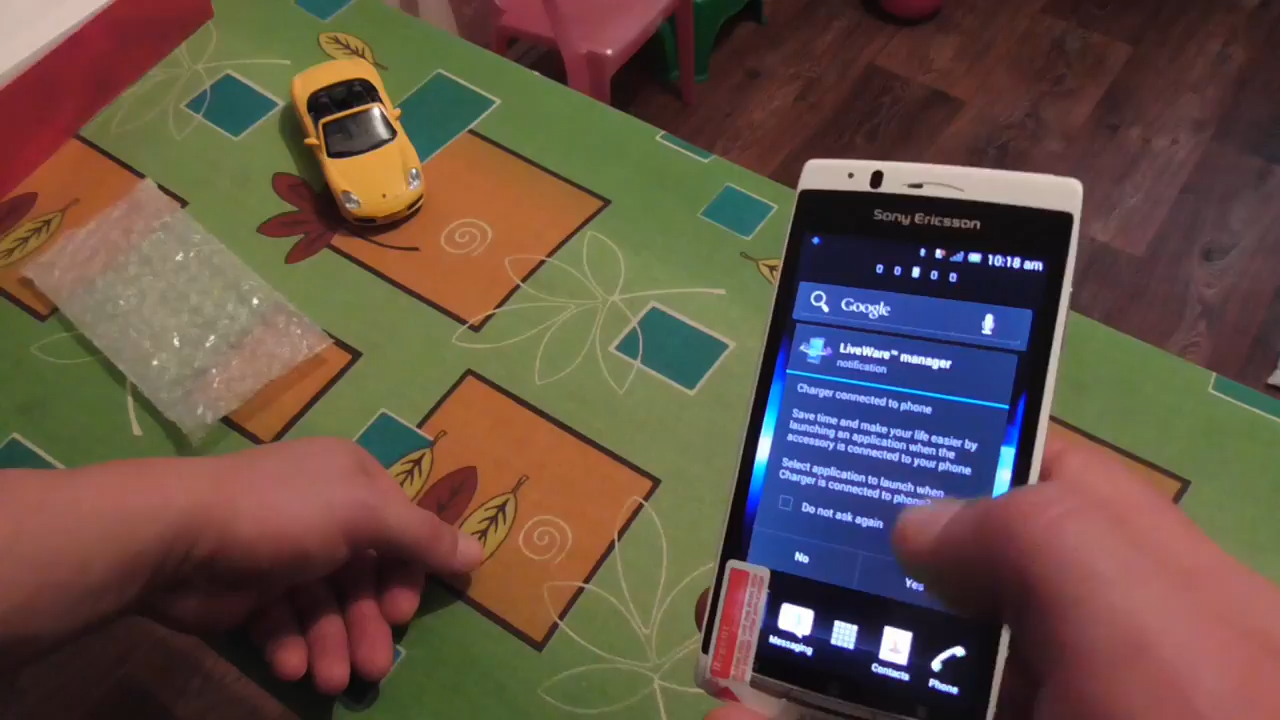 Sony Ericsson
10:18 am
Google
LiveWare™ manager
notification
Charger connected to phone
Save time and make your life easier by
launching an application when the
accessory is connected to your phone
Select application to launch when
Charger is connected to phone?
Do not ask again
No
Yes
Messaging
Contacts
Phone